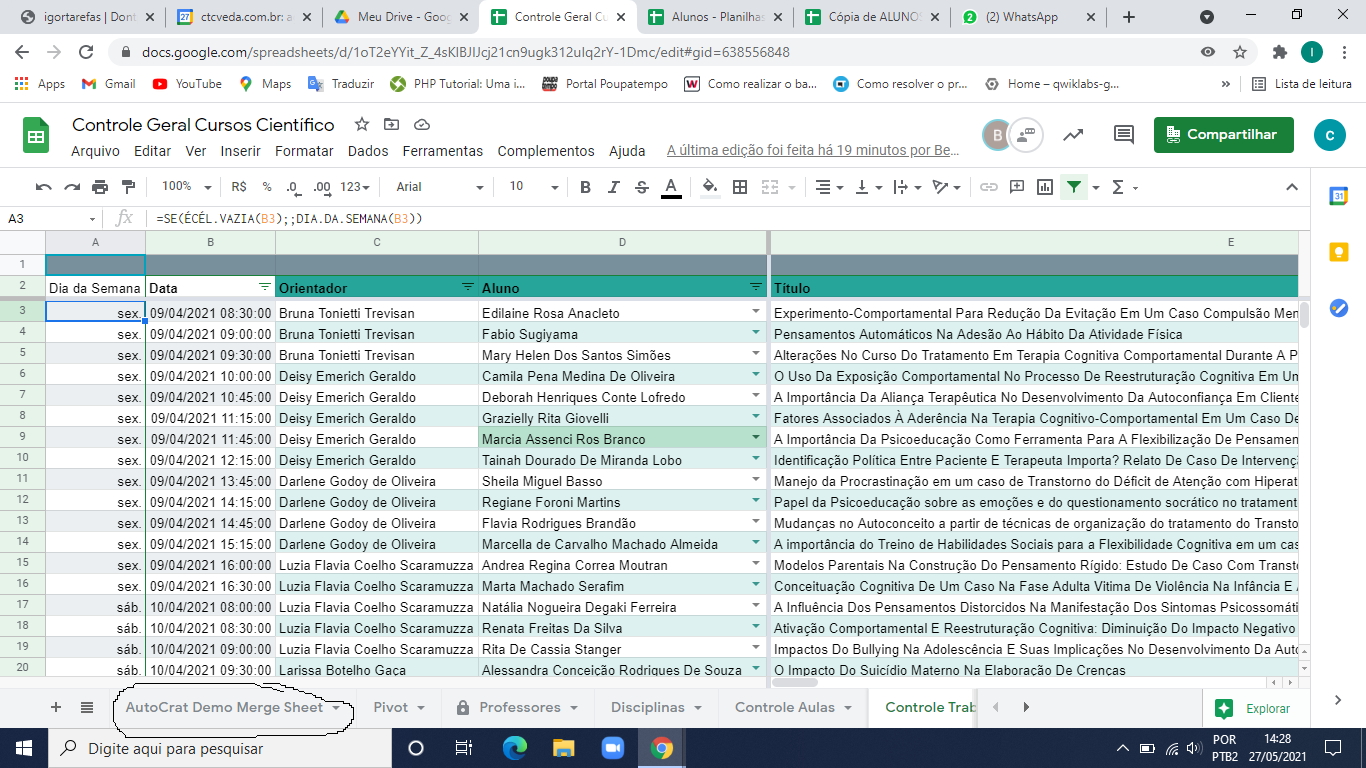 igortarefas | Dont
ctcveda.com.br: a
Meu Drive - Goog
Controle Geral Cu
Alunos - Planilhas
Cópia de ALUNOS
(2) WhatsApp
docs.google.com/spreadsheets/d/1oT2eYYit_Z_4sKlBJIJcj21cn9ugk312ulq2rY-1Dmc/edit#gid=638556848
Apps Gmail YouTube Maps Traduzir PHP Tutorial: Uma i... Portal Poupatempo Como realizar o ba... Como resolver o pr... Home – qwiklabs-g... » Lista de leitura
Controle Geral Cursos Científico
B Compartilhar C
Arquivo Editar Ver Inserir Formatar Dados Ferramentas Complementos Ajuda A última edição foi feita há 19 minutos por Be...
100% R$ % .0 .00 123 Arial 10 B I S A
A3 fx =SE(ÉCÉL.VAZIA(B3);;DIA.DA.SEMANA(B3))
A B C D E
1
2 Dia da Semana Data Orientador Aluno Título
3 sex. 09/04/2021 08:30:00 Bruna Tonietti Trevisan Edilaine Rosa Anacleto Experimento-Comportamental Para Redução Da Evitação Em Um Caso Compulsão Men
4 sex. 09/04/2021 09:00:00 Bruna Tonietti Trevisan Fabio Sugiyama Pensamentos Automáticos Na Adesão Ao Hábito Da Atividade Física
5 sex. 09/04/2021 09:30:00 Bruna Tonietti Trevisan Mary Helen Dos Santos Simões Alterações No Curso Do Tratamento Em Terapia Cognitiva Comportamental Durante A P
6 sex. 09/04/2021 10:00:00 Deisy Emerich Geraldo Camila Pena Medina De Oliveira O Uso Da Exposição Comportamental No Processo De Reestruturação Cognitiva Em Um
7 sex. 09/04/2021 10:45:00 Deisy Emerich Geraldo Deborah Henriques Conte Lofredo A Importância Da Aliança Terapêutica No Desenvolvimento Da Autoconfiança Em Cliente
8 sex. 09/04/2021 11:15:00 Deisy Emerich Geraldo Grazielly Rita Giovelli Fatores Associados À Aderência Na Terapia Cognitivo-Comportamental Em Um Caso De
9 sex. 09/04/2021 11:45:00 Deisy Emerich Geraldo Marcia Assenci Ros Branco A Importância Da Psicoeducação Como Ferramenta Para A Flexibilização De Pensamen
10 sex. 09/04/2021 12:15:00 Deisy Emerich Geraldo Tainah Dourado De Miranda Lobo Identificação Política Entre Paciente E Terapeuta Importa? Relato De Caso De Intervenç
11 sex. 09/04/2021 13:45:00 Darlene Godoy de Oliveira Sheila Miguel Basso Manejo da Procrastinação em um caso de Transtorno do Déficit de Atenção com Hiperat
12 sex. 09/04/2021 14:15:00 Darlene Godoy de Oliveira Regiane Foroni Martins Papel da Psicoeducação sobre as emoções e do questionamento socrático no tratament
13 sex. 09/04/2021 14:45:00 Darlene Godoy de Oliveira Flavia Rodrigues Brandão Mudanças no Autoconceito a partir de técnicas de organização do tratamento do Transto
14 sex. 09/04/2021 15:15:00 Darlene Godoy de Oliveira Marcella de Carvalho Machado Almeida A importância do Treino de Habilidades Sociais para a Flexibilidade Cognitiva em um cas
15 sex. 09/04/2021 16:00:00 Luzia Flavia Coelho Scaramuzza Andrea Regina Correa Moutran Modelos Parentais Na Construção Do Pensamento Rígido: Estudo De Caso Com Transto
16 sex. 09/04/2021 16:30:00 Luzia Flavia Coelho Scaramuzza Marta Machado Serafim Conceituação Cognitiva De Um Caso Na Fase Adulta Vitima De Violência Na Infância E A
17 sáb. 10/04/2021 08:00:00 Luzia Flavia Coelho Scaramuzza Natália Nogueira Degaki Ferreira A Influência Dos Pensamentos Distorcidos Na Manifestação Dos Sintomas Psicossomáti
18 sáb. 10/04/2021 08:30:00 Luzia Flavia Coelho Scaramuzza Renata Freitas Da Silva Ativação Comportamental E Reestruturação Cognitiva: Diminuição Do Impacto Negativo
19 sáb. 10/04/2021 09:00:00 Luzia Flavia Coelho Scaramuzza Rita De Cassia Stanger Impactos Do Bullying Na Adolescência E Suas Implicações No Desenvolvimento Da Auto
20 sáb. 10/04/2021 09:30:00 Larissa Botelho Gaça Alessandra Conceição Rodrigues De Souza O Impacto Do Suicídio Materno Na Elaboração De Crenças
AutoCrat Demo Merge Sheet Pivot Professores Disciplinas Controle Aulas Controle Trab Explorar
Digite aqui para pesquisar
POR 14:28
PTB2 27/05/2021